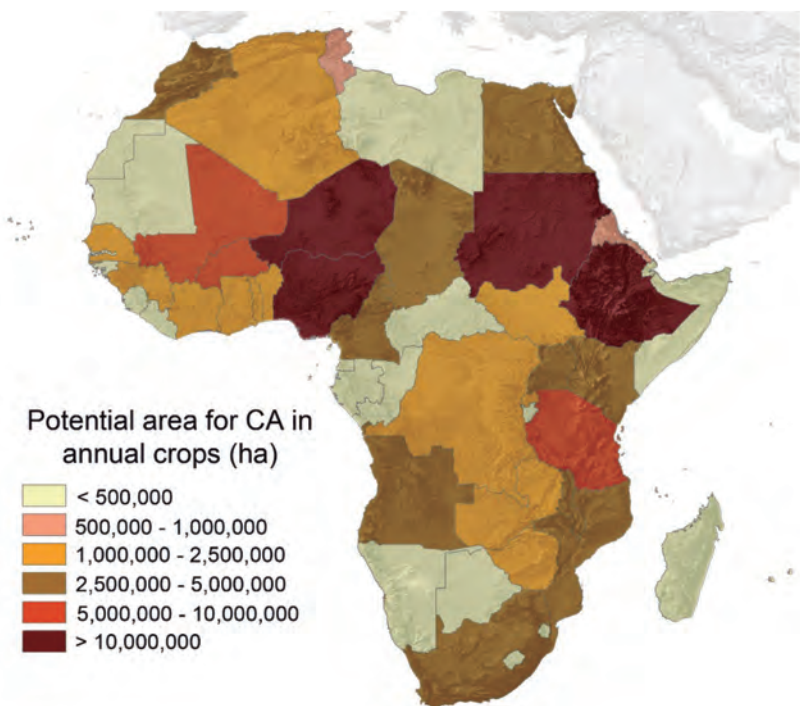 Potential area for CA in
annual crops (ha)
< 500,000
500,000 - 1,000,000
1,000,000 - 2,500,000
2,500,000 - 5,000,000
5,000,000 - 10,000,000
> 10,000,000